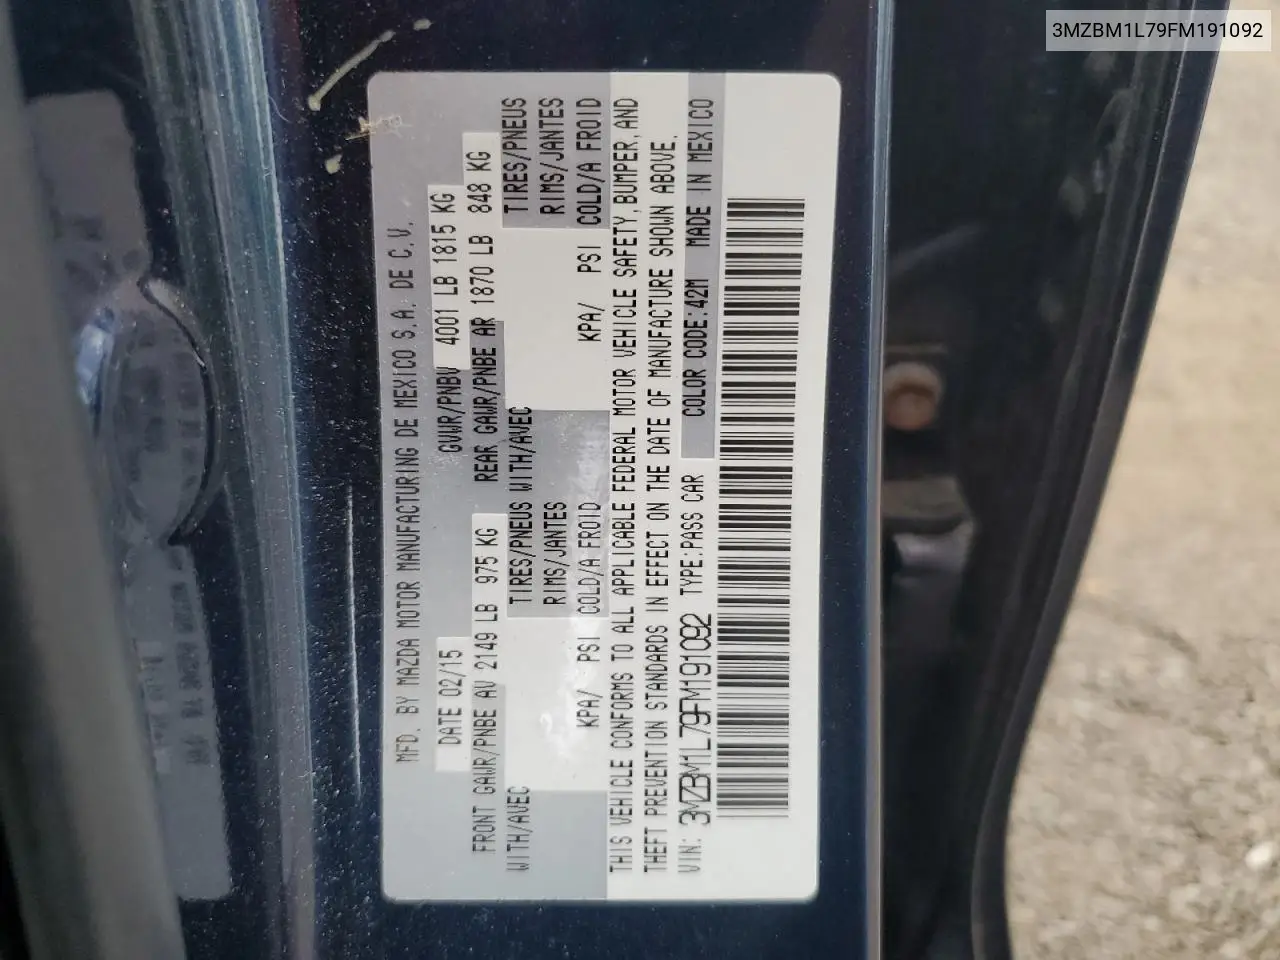 3MZBM1L79FM191092
MFD. BY MAZDA MOTOR MANUFACTURING DE MEXICO S.A. DE C.V.
DATE 02/15 GVWR/PNBV 4001 LB 1815 KG
FRONT GAWR/PNBE AV 2149 LB 975 KG REAR GAWR/PNBE AR 1870 LB 848 KG
WITH/AVEC TIRES/PNEUS WITH/AVEC TIRES/PNEUS
RIMS/JANTES RIMS/JANTES
KPA/ PSI COLD/A FROID KPA/ PSI COLD/A FROID
THIS VEHICLE CONFORMS TO ALL APPLICABLE FEDERAL MOTOR VEHICLE SAFETY, BUMPER, AND
THEFT PREVENTION STANDARDS IN EFFECT ON THE DATE OF MANUFACTURE SHOWN ABOVE.
VIN: 3MZBM1L79FM191092 TYPE:PASS CAR COLOR CODE:42M MADE IN MEXICO